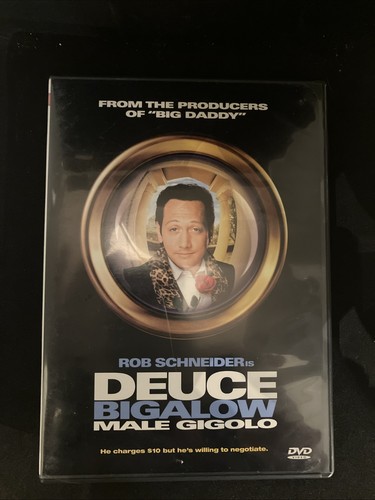 FROM THE PRODUCERS
OF "BIG DADDY"
ROB SCHNEIDER IS
DEUCE
BIGALOW
MALE GIGOLO
He charges $10 but he's willing to negotiate.
DVD
VIDEO